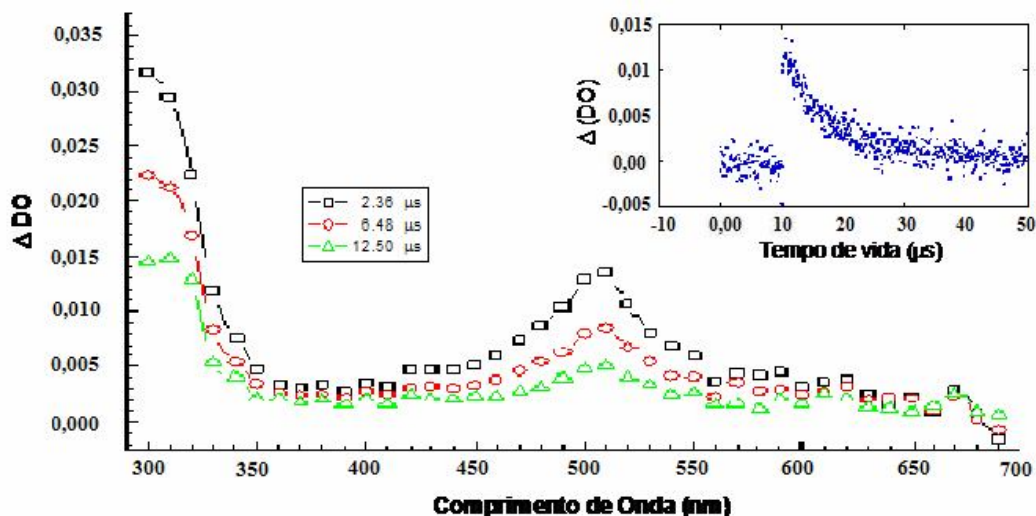 0,035
0,030
0,025
0,020
0,015
0,010
0,005
0,000
Δ DO
300 350 400 450 500 550 600 650 700
Comprimento de Onda (nm)
2.36 µs
6.48 µs
12.50 µs
0,015
0,01
0,005
0,00
-0,005
Δ (DO)
-10 0,00 10 20 30 40 50
Tempo de vida (µs)